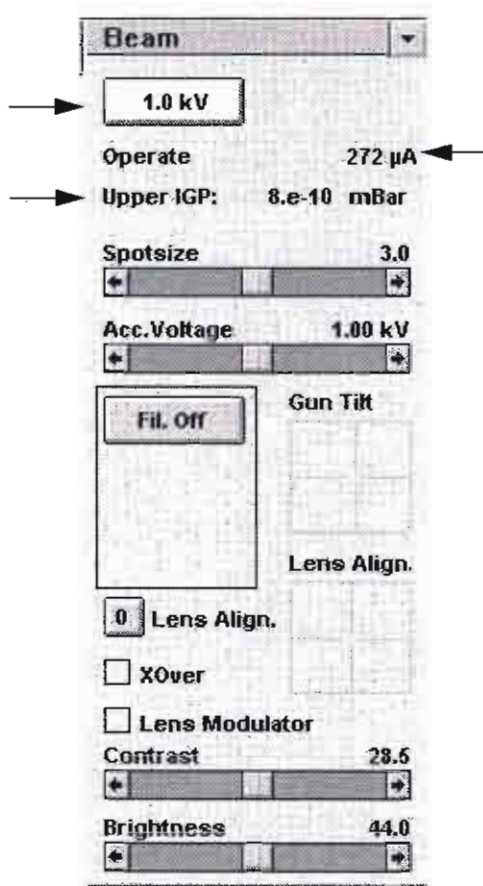 Beam
1.0 kV
Operate 272 µA
Upper IGP: 8.e-10 mBar
Spotsize 3.0
Acc.Voltage 1.00 kV
Fil. Off
Gun Tilt
Lens Align.
0 Lens Align.
XOver
Lens Modulator
Contrast 28.5
Brightness 44.0